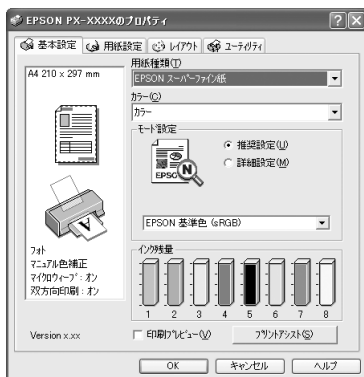 EPSON PX-XXXXのプロパティ
基本設定 用紙設定 レイアウト ユーティリティ
A4 210 x 297 mm
用紙種類(T)
EPSON スーパーファイン紙
カラー(C)
カラー
モード設定
推奨設定(U)
詳細設定(M)
EPSON
N
EPSON 基準色 (sRGB)
A
フォト
マニュアル色補正
マイクロウィーブ: オン
双方向印刷: オン
インク残量
1 2 3 4 5 6 7 8
Version x.xx
印刷プレビュー(V)
プリントアシスト(S)
OK キャンセル ヘルプ